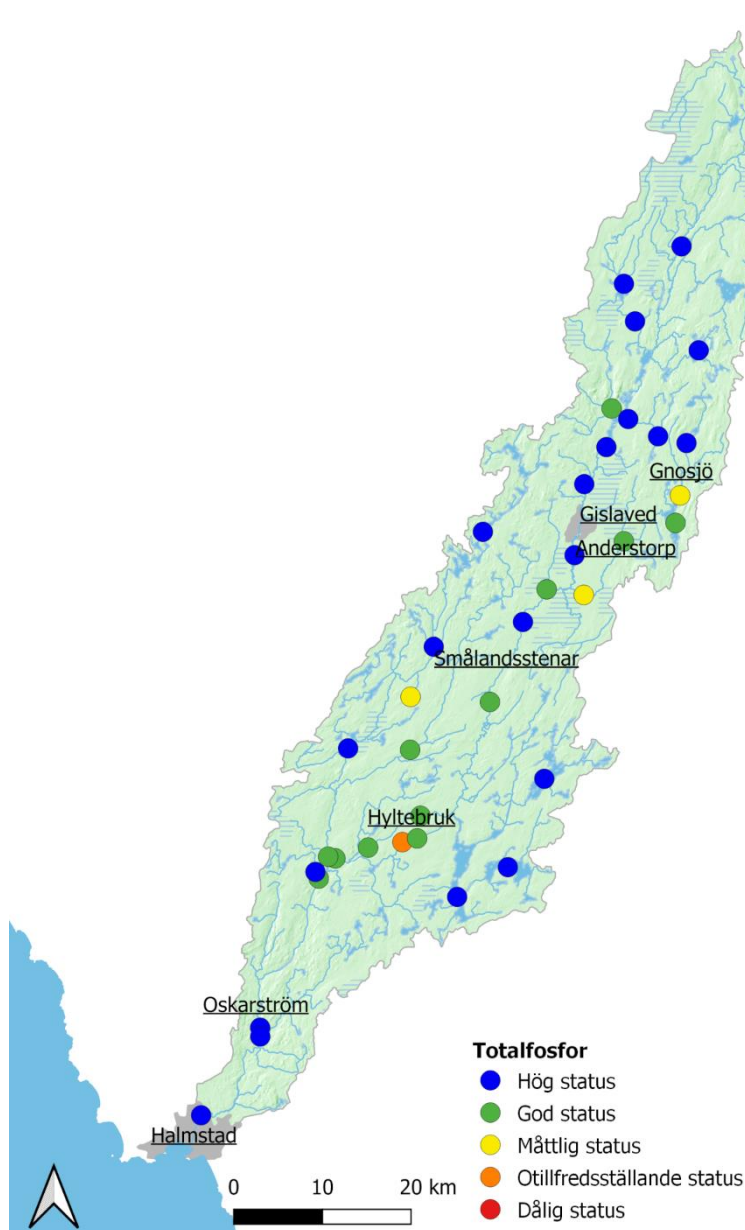 Gnosjö
Gislaved
Anderstorp
Smålandsstenar
Hyltebruk
Oskarström
Halmstad
Totalfosfor
Hög status
God status
Måttlig status
Otillfredsställande status
Dålig status
0 10 20 km